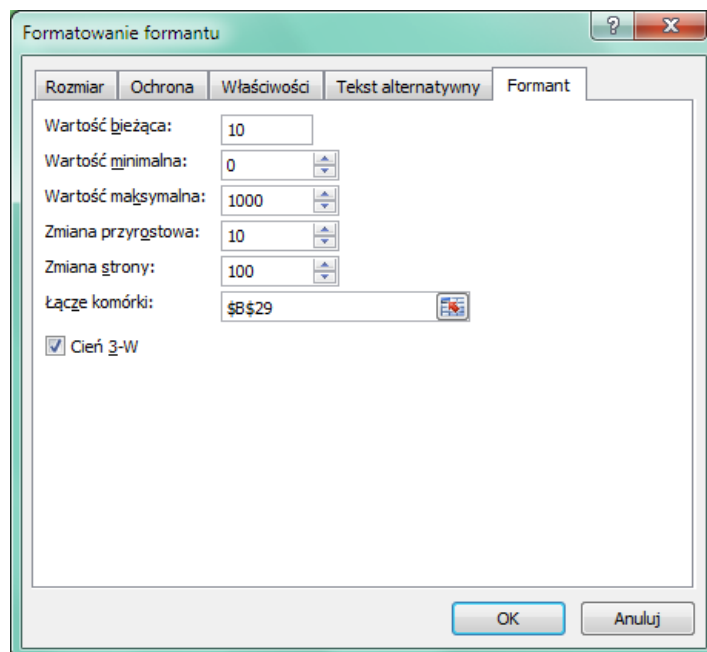 Formatowanie formantu
Rozmiar Ochrona Właściwości Tekst alternatywny Formant
Wartość bieżąca: 10
Wartość minimalna: 0
Wartość maksymalna: 1000
Zmiana przyrostowa: 10
Zmiana strony: 100
Łącze komórki: $B$29
Cień 3-W
OK Anuluj